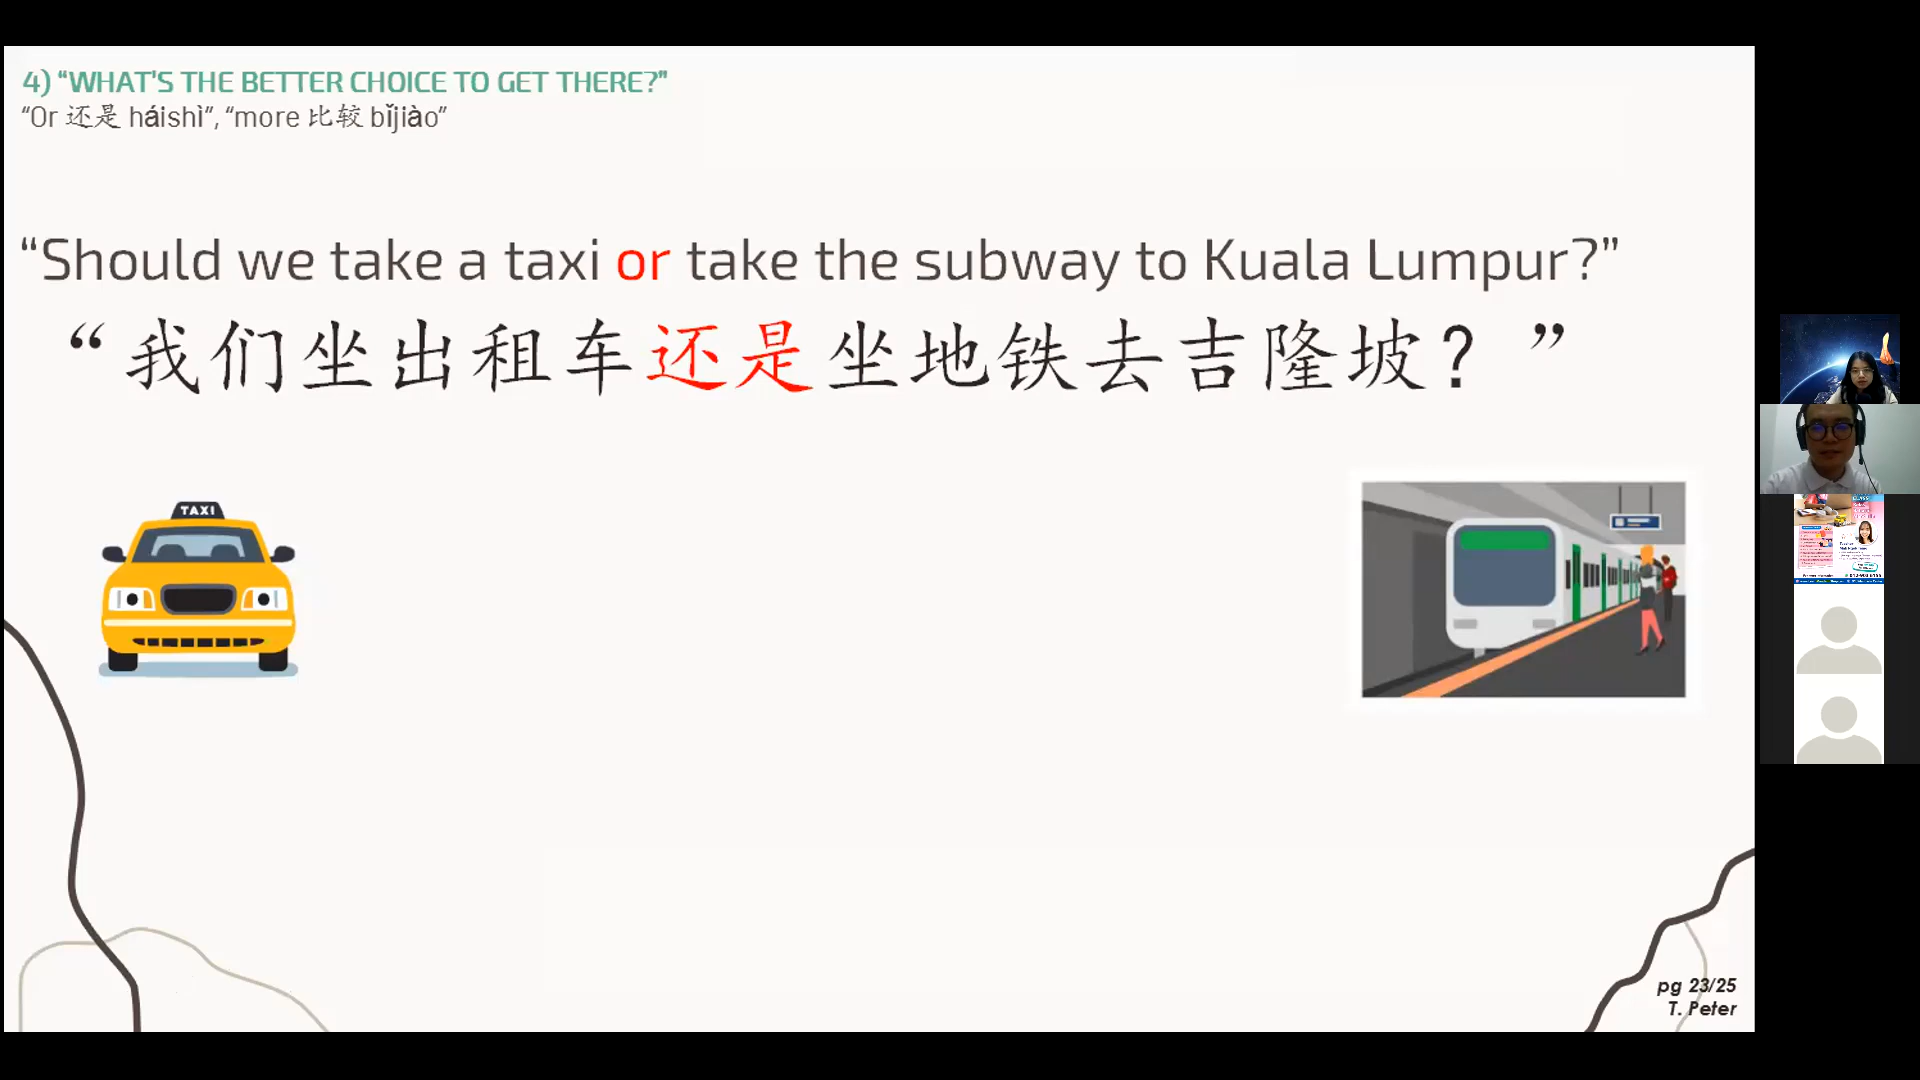 4) “WHAT’S THE BETTER CHOICE TO GET THERE?”
“Or 还是 háishì”, “more 比较 bǐjiào”
“Should we take a taxi or take the subway to Kuala Lumpur?”
“我们坐出租车还是坐地铁去吉隆坡？”
TAXI
pg 23/25
T. Peter